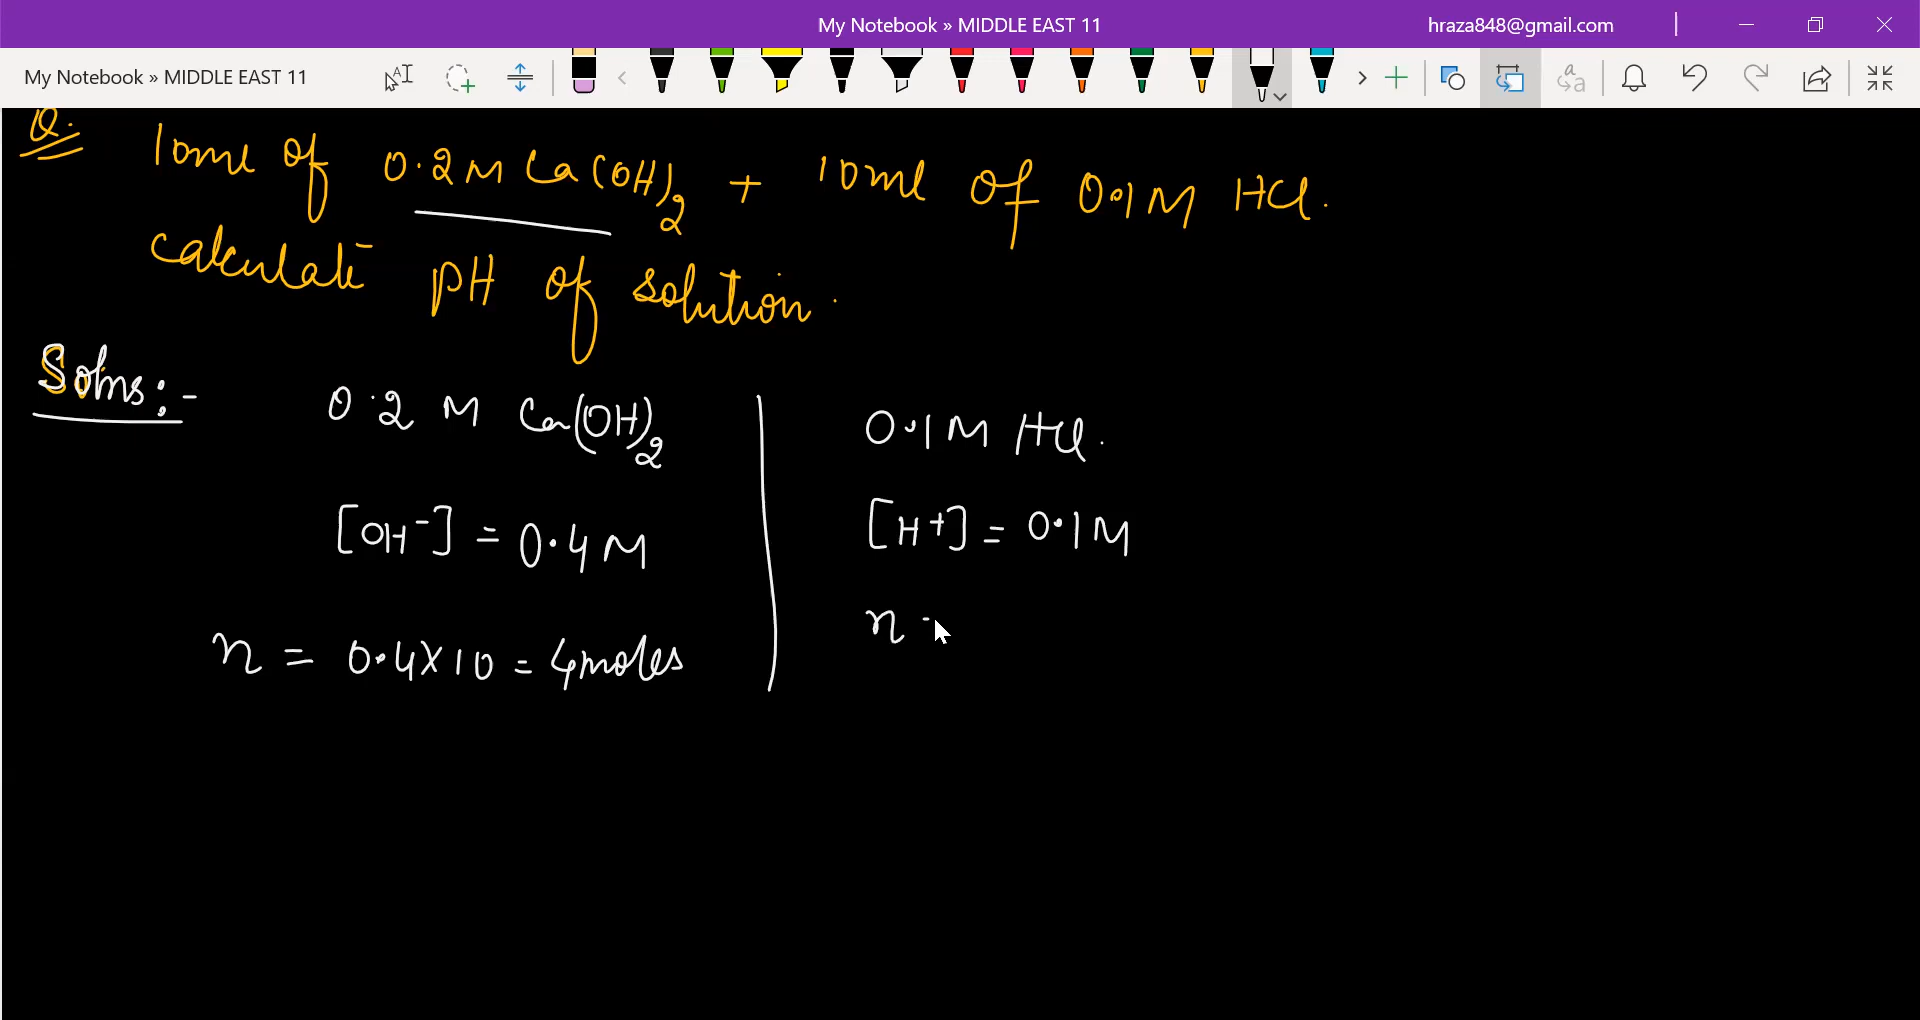 My Notebook » MIDDLE EAST 11
hraza848@gmail.com
My Notebook » MIDDLE EAST 11
Q. 10ml of 0.2M Ca(OH)2 + 10ml of 0.1M HCl.
Calculate pH of solution.
Solns:-
0.2 M Ca(OH)2
0.1M HCl.
[OH-] = 0.4M
[H+] = 0.1M
n = 0.4X10 = 4moles
n